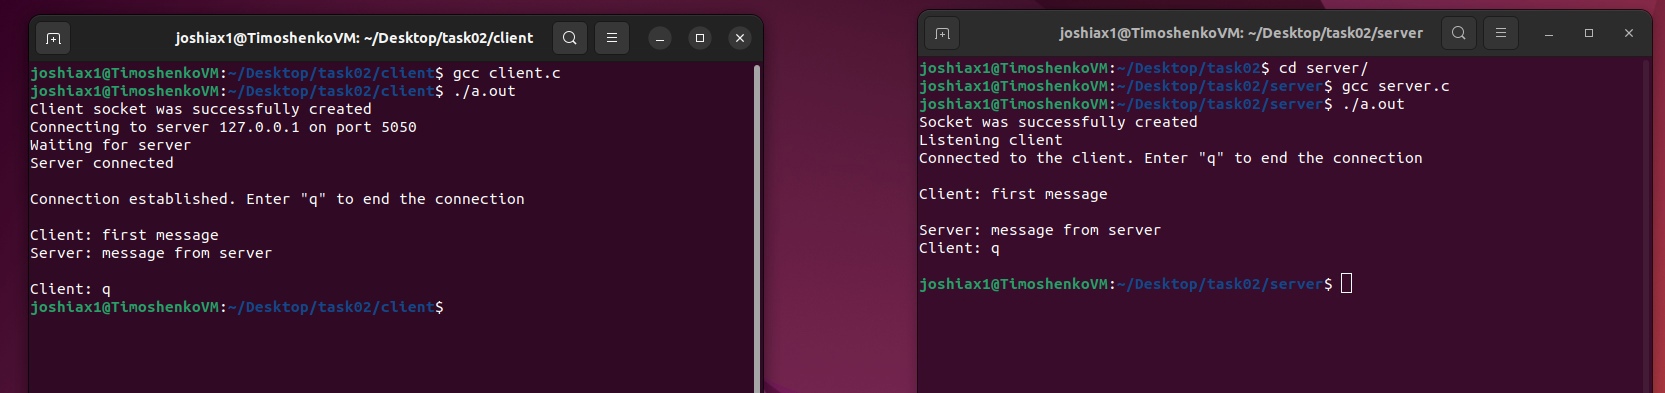 joshiax1@TimoshenkoVM: ~/Desktop/task02/client
joshiax1@TimoshenkoVM:~/Desktop/task02/client$ gcc client.c
joshiax1@TimoshenkoVM:~/Desktop/task02/client$ ./a.out
Client socket was successfully created
Connecting to server 127.0.0.1 on port 5050
Waiting for server
Server connected
Connection established. Enter "q" to end the connection
Client: first message
Server: message from server
Client: q
joshiax1@TimoshenkoVM:~/Desktop/task02/client$
joshiax1@TimoshenkoVM: ~/Desktop/task02/server
joshiax1@TimoshenkoVM:~/Desktop/task02$ cd server/
joshiax1@TimoshenkoVM:~/Desktop/task02/server$ gcc server.c
joshiax1@TimoshenkoVM:~/Desktop/task02/server$ ./a.out
Socket was successfully created
Listening client
Connected to the client. Enter "q" to end the connection
Client: first message
Server: message from server
Client: q
joshiax1@TimoshenkoVM:~/Desktop/task02/server$